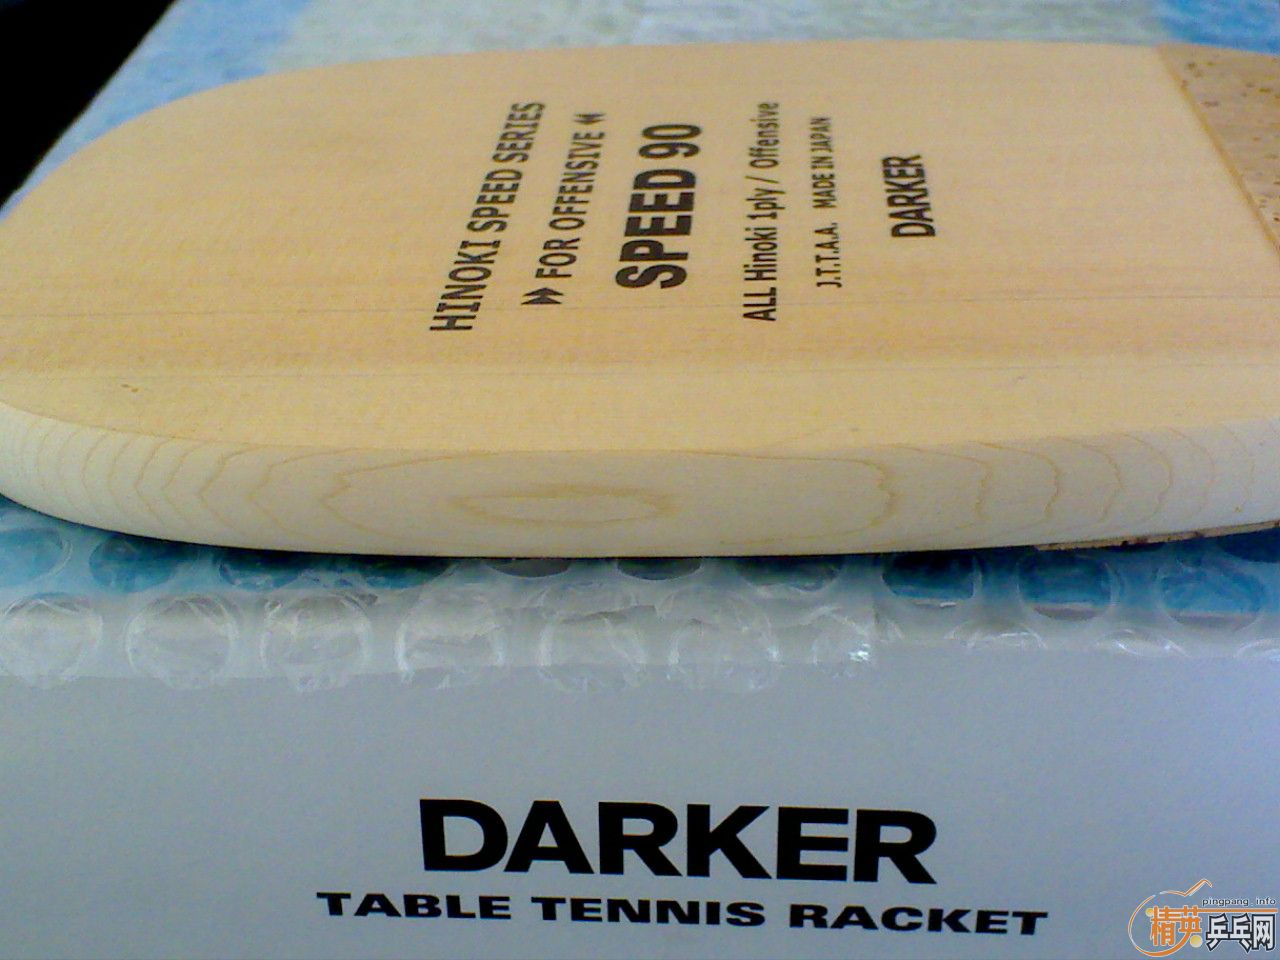 HINOKI SPEED SERIES
FOR OFFENSIVE
SPEED 90
ALL Hinoki 1ply / Offensive
J.T.T.A.A. MADE IN JAPAN
DARKER
DARKER
TABLE TENNIS RACKET
pingpang.info
精英乒乓网